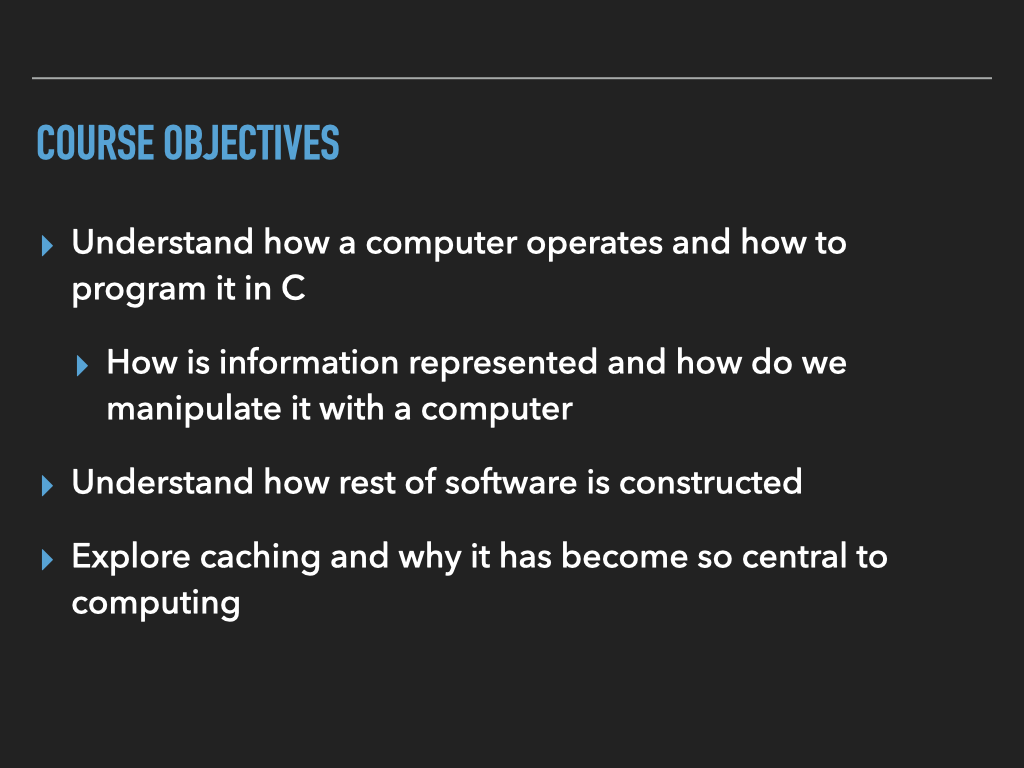 COURSE OBJECTIVES
Understand how a computer operates and how to
program it in C
How is information represented and how do we
manipulate it with a computer
Understand how rest of software is constructed
Explore caching and why it has become so central to
computing